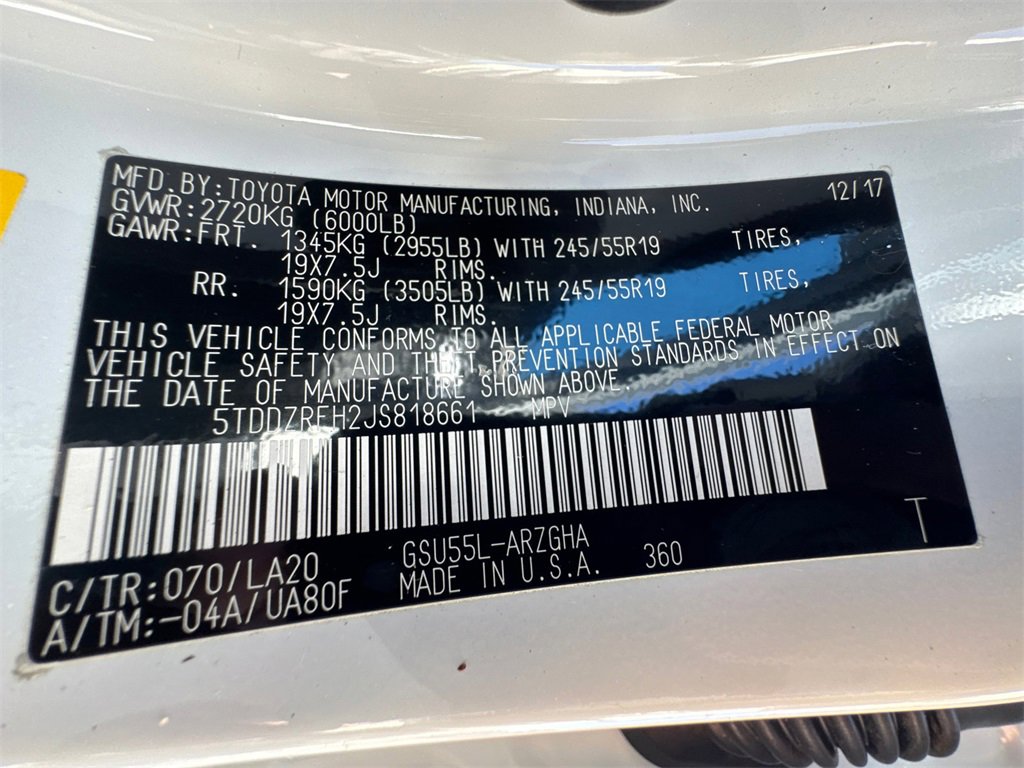 MFD.BY:TOYOTA MOTOR MANUFACTURING, INDIANA, INC. 12/17
GVWR:2720KG (6000LB)
GAWR:FRT. 1345KG (2955LB) WITH 245/55R19 TIRES,
19X7.5J RIMS.
RR. 1590KG (3505LB) WITH 245/55R19 TIRES,
19X7.5J RIMS.
THIS VEHICLE CONFORMS TO ALL APPLICABLE FEDERAL MOTOR
VEHICLE SAFETY AND THEFT PREVENTION STANDARDS IN EFFECT ON
THE DATE OF MANUFACTURE SHOWN ABOVE.
5TDDZRFH2JS818661 MPV
C/TR:070/LA20 GSU55L-ARZGHA T
A/TM:-04A/UA80F MADE IN U.S.A. 360